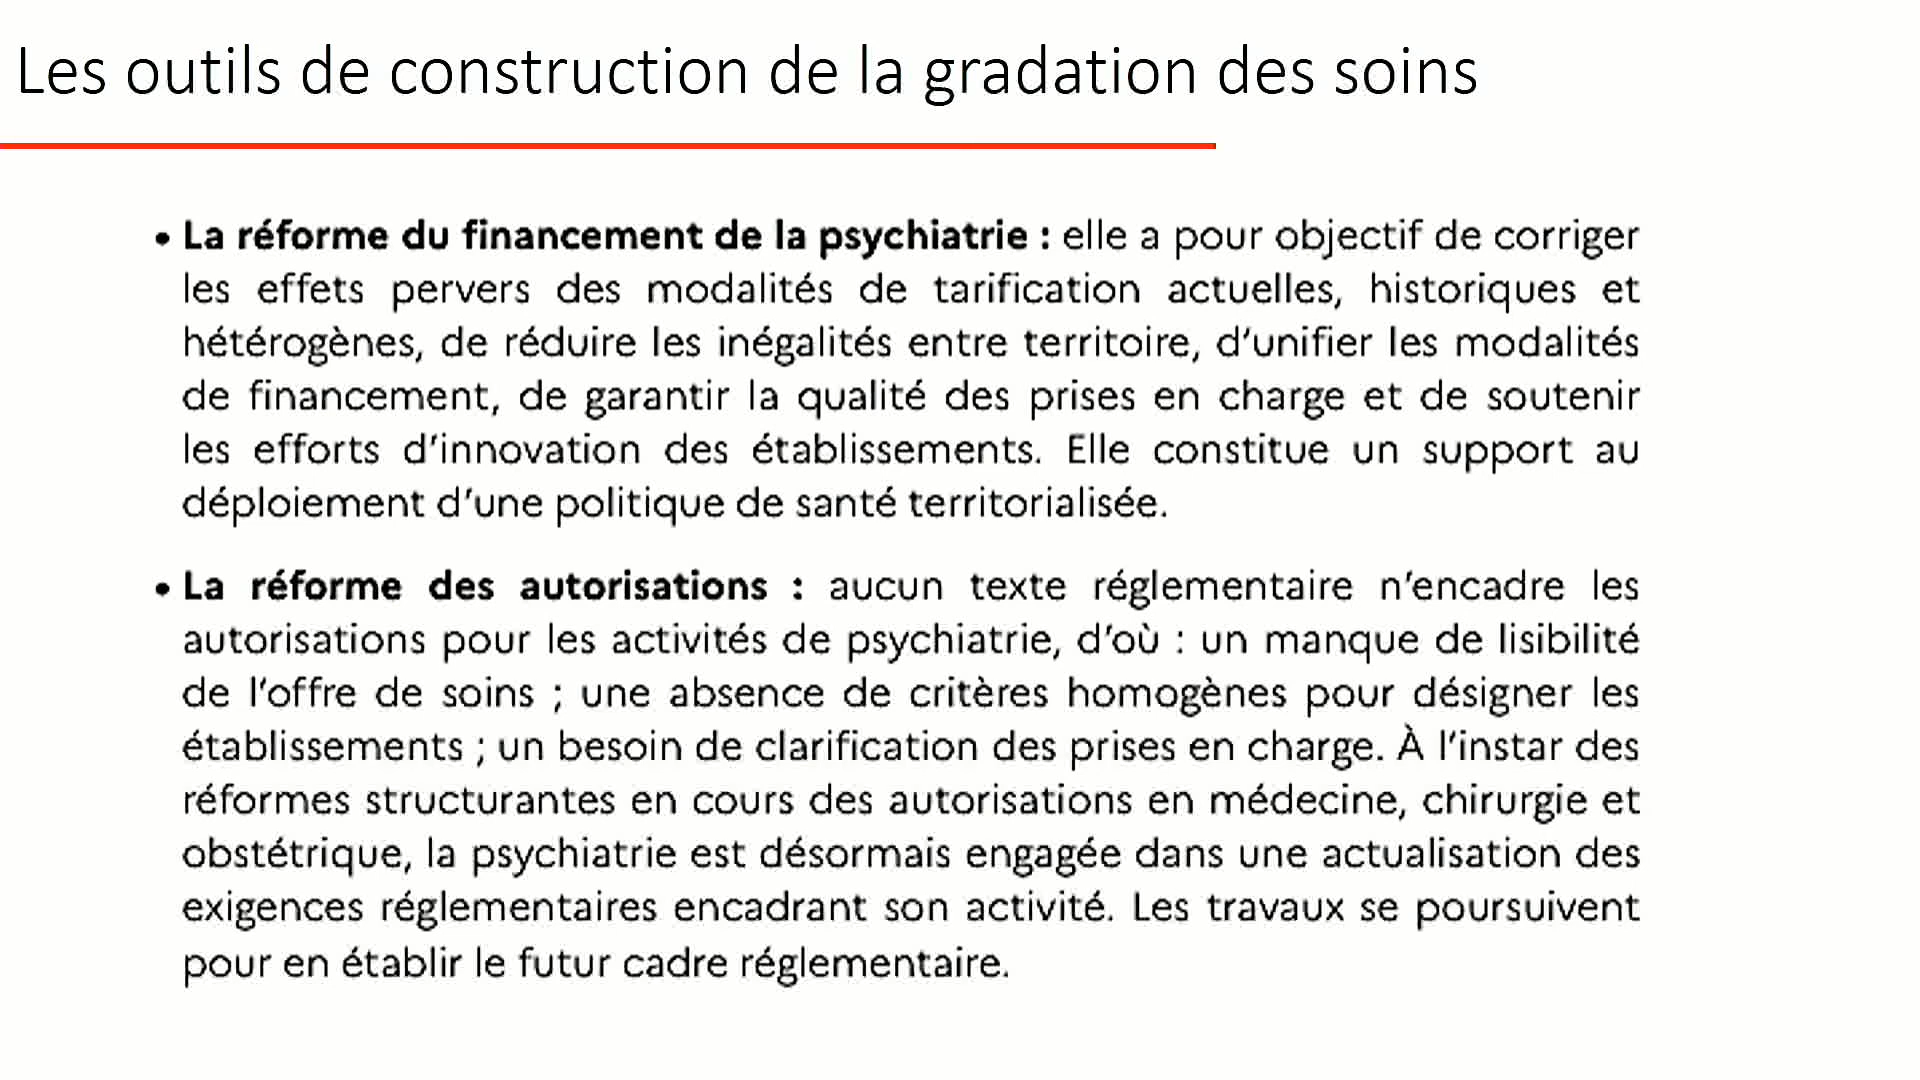 Les outils de construction de la gradation des soins
• La réforme du financement de la psychiatrie : elle a pour objectif de corriger
les effets pervers des modalités de tarification actuelles, historiques et
hétérogènes, de réduire les inégalités entre territoire, d'unifier les modalités
de financement, de garantir la qualité des prises en charge et de soutenir
les efforts d'innovation des établissements. Elle constitue un support au
déploiement d'une politique de santé territorialisée.
• La réforme des autorisations : aucun texte réglementaire n'encadre les
autorisations pour les activités de psychiatrie, d'où : un manque de lisibilité
de l'offre de soins ; une absence de critères homogènes pour désigner les
établissements ; un besoin de clarification des prises en charge. À l'instar des
réformes structurantes en cours des autorisations en médecine, chirurgie et
obstétrique, la psychiatrie est désormais engagée dans une actualisation des
exigences réglementaires encadrant son activité. Les travaux se poursuivent
pour en établir le futur cadre réglementaire.